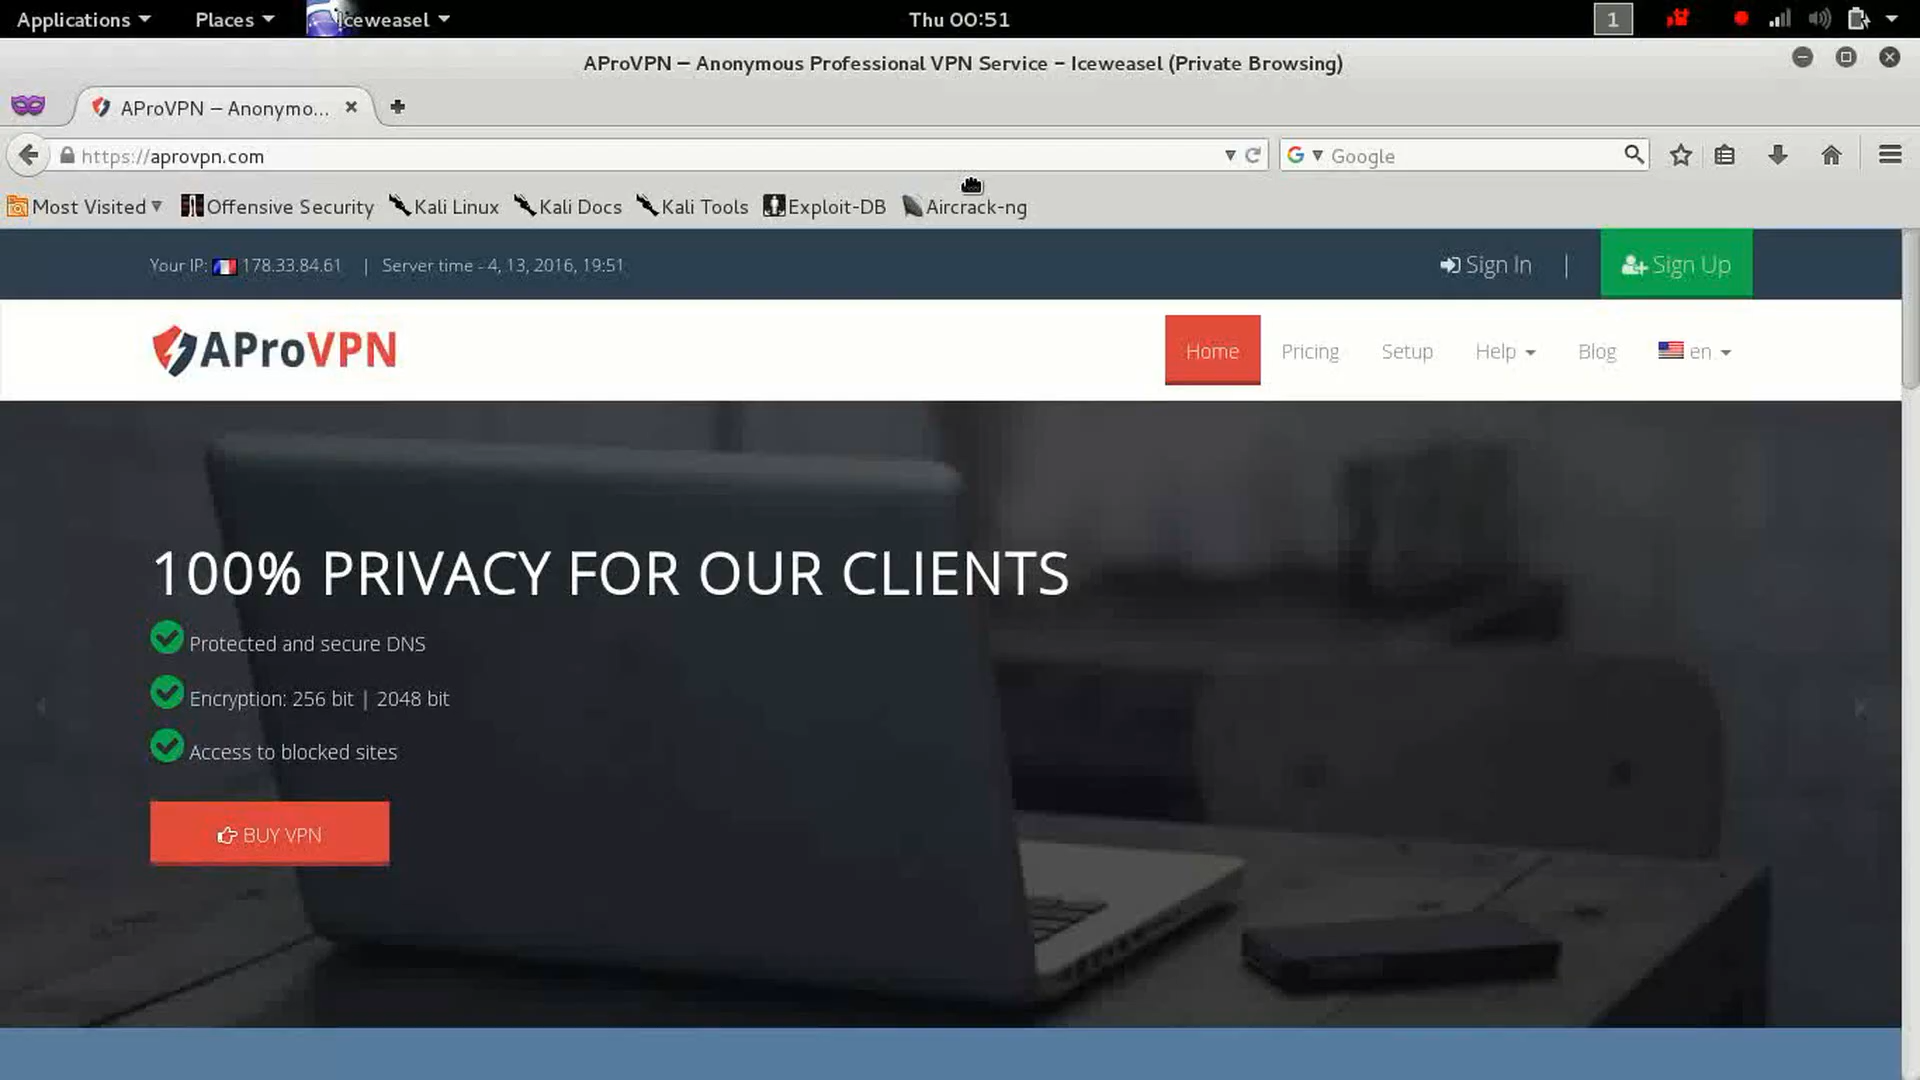 Applications Places Iceweasel Thu 00:51 1
AProVPN – Anonymous Professional VPN Service – Iceweasel (Private Browsing)
AProVPN – Anonymo...
https://aprovpn.com Google
Most Visited Offensive Security Kali Linux Kali Docs Kali Tools Exploit-DB Aircrack-ng
Your IP: 178.33.84.61 | Server time - 4, 13, 2016, 19:51 Sign In | Sign Up
AProVPN Home Pricing Setup Help Blog en
100% PRIVACY FOR OUR CLIENTS
Protected and secure DNS
Encryption: 256 bit | 2048 bit
Access to blocked sites
BUY VPN